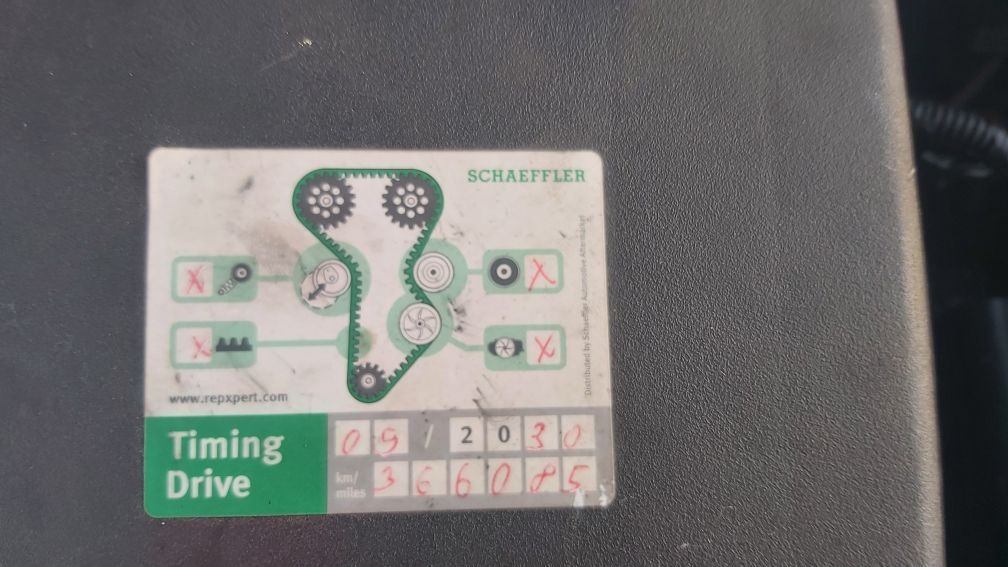 SCHAEFFLER
X
X
X
X
Distributed by Schaeffler Automotive Aftermarket
www.repxpert.com
Timing
Drive
09 / 2030
km/
miles
366085